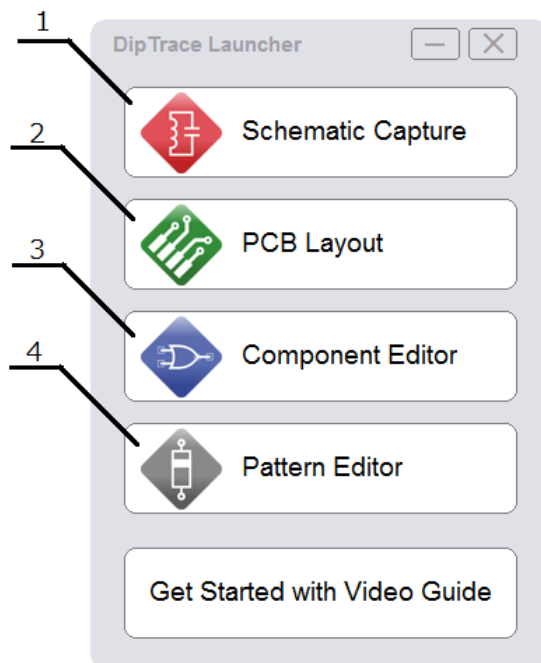 1
DipTrace Launcher
Schematic Capture
2
PCB Layout
3
Component Editor
4
Pattern Editor
Get Started with Video Guide